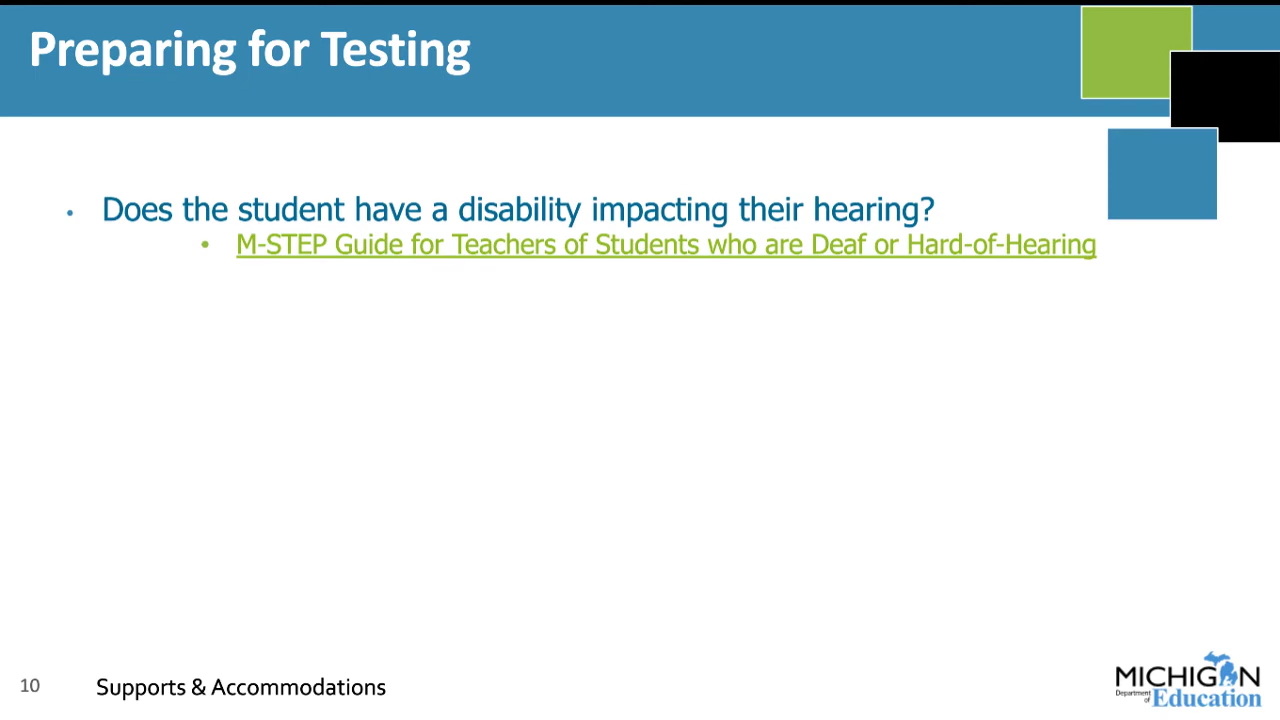 Preparing for Testing
• Does the student have a disability impacting their hearing?
• M-STEP Guide for Teachers of Students who are Deaf or Hard-of-Hearing
10 Supports & Accommodations
MICHIGAN
Department of Education